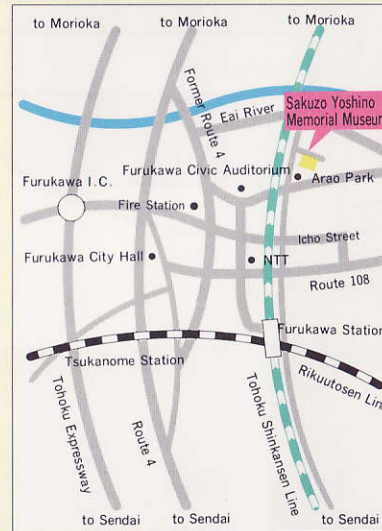 to Morioka
to Morioka
to Morioka
Former Route 4
Eai River
Sakuzo Yoshino
Memorial Museum
Furukawa Civic Auditorium
Arao Park
Furukawa I.C.
Fire Station
Icho Street
Furukawa City Hall
NTT
Route 108
Furukawa Station
Tsukanome Station
Rikuutosen Line
Tohoku Expressway
Route 4
Tohoku Shinkansen Line
to Sendai
to Sendai
to Sendai